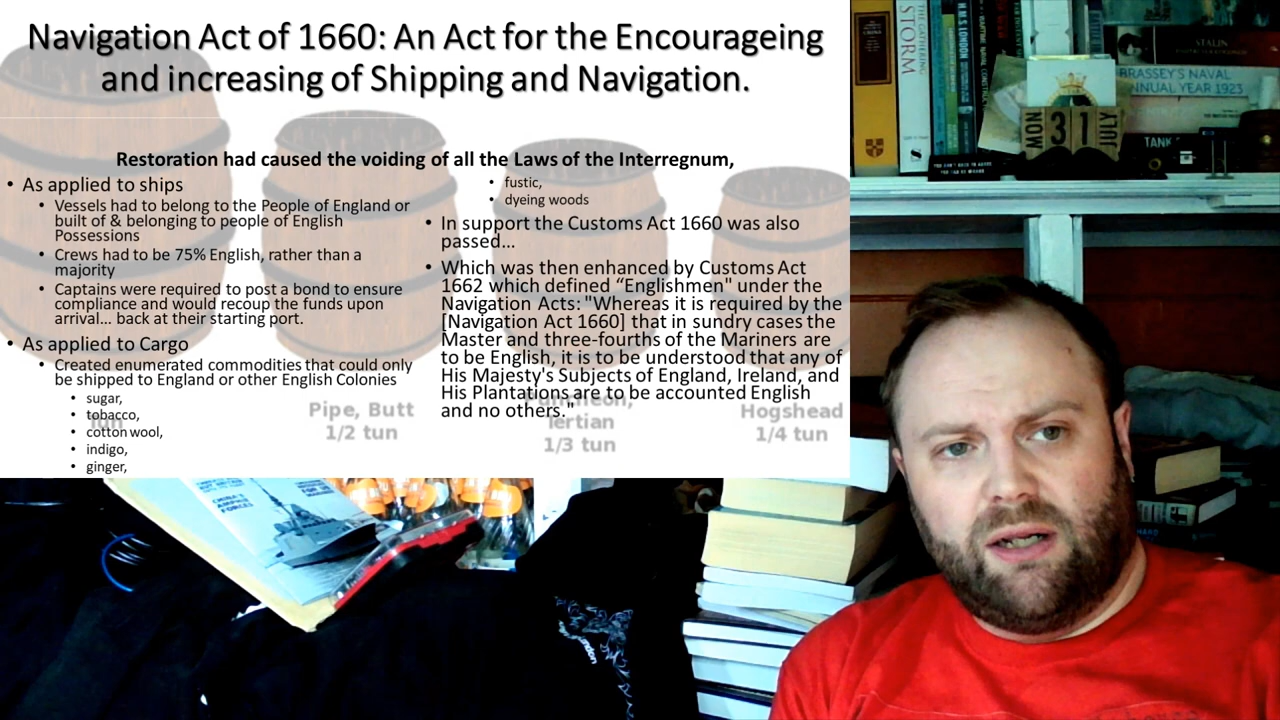 Navigation Act of 1660: An Act for the Encourageing
and increasing of Shipping and Navigation.
Restoration had caused the voiding of all the Laws of the Interregnum,
• As applied to ships
• Vessels had to belong to the People of England or
built of & belonging to people of English
Possessions
• Crews had to be 75% English, rather than a
majority
• Captains were required to post a bond to ensure
compliance and would recoup the funds upon
arrival... back at their starting port.
• As applied to Cargo
• Created enumerated commodities that could only
be shipped to England or other English Colonies
• sugar,
• tobacco,
• cotton wool,
• indigo,
• ginger,
• fustic,
• dyeing woods
• In support the Customs Act 1660 was also
passed...
• Which was then enhanced by Customs Act
1662 which defined “Englishmen" under the
Navigation Acts: "Whereas it is required by the
[Navigation Act 1660] that in sundry cases the
Master and three-fourths of the Mariners are
to be English, it is to be understood that any of
His Majesty's Subjects of England, Ireland, and
His Plantations are to be accounted English
and no others."
Tun
Pipe, Butt
1/2 tun
Puncheon,
Tertian
1/3 tun
Hogshead
1/4 tun
THE GATHERING
STORM
H.M.S LONDON
STALIN
BRASSEY'S NAVAL
ANNUAL YEAR 1923
MON
31
JULY
TANK